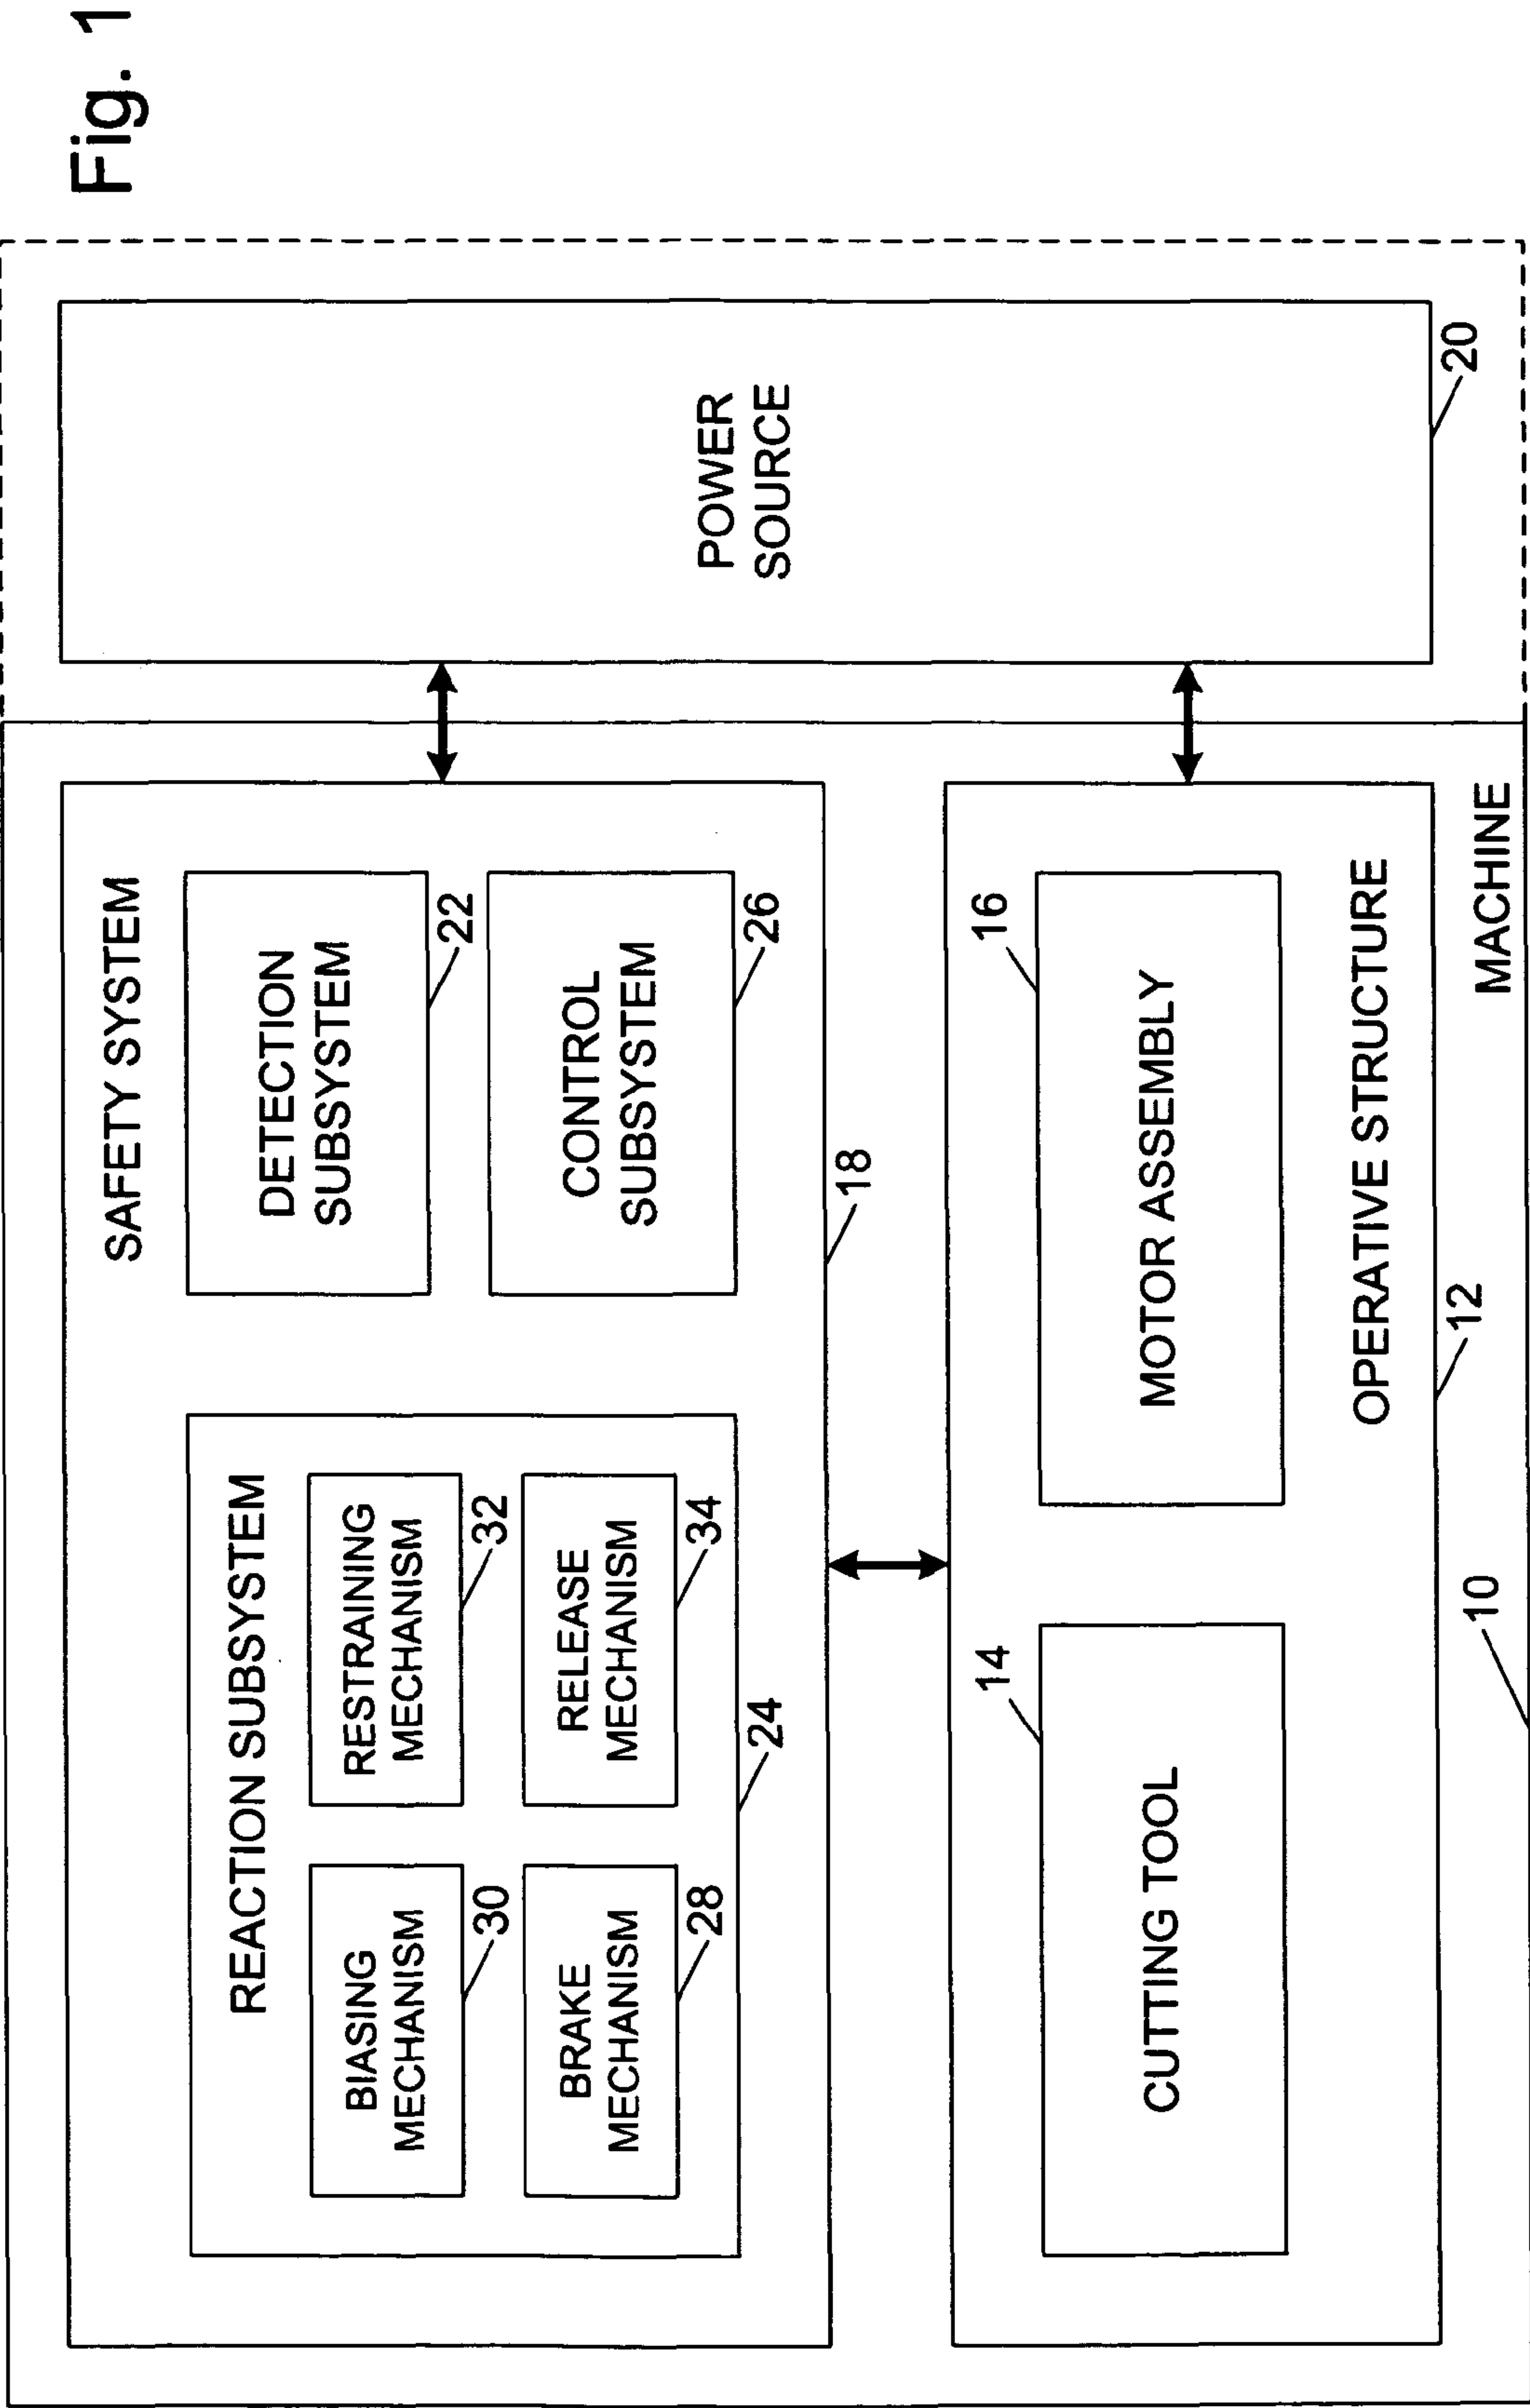 Fig. 1
SAFETY SYSTEM
REACTION SUBSYSTEM
BIASING
MECHANISM
30
RESTRAINING
MECHANISM
32
BRAKE
MECHANISM
28
RELEASE
MECHANISM
34
24
DETECTION
SUBSYSTEM
22
CONTROL
SUBSYSTEM
26
18
POWER
SOURCE
20
14
CUTTING TOOL
16
MOTOR ASSEMBLY
OPERATIVE STRUCTURE
12
MACHINE
10